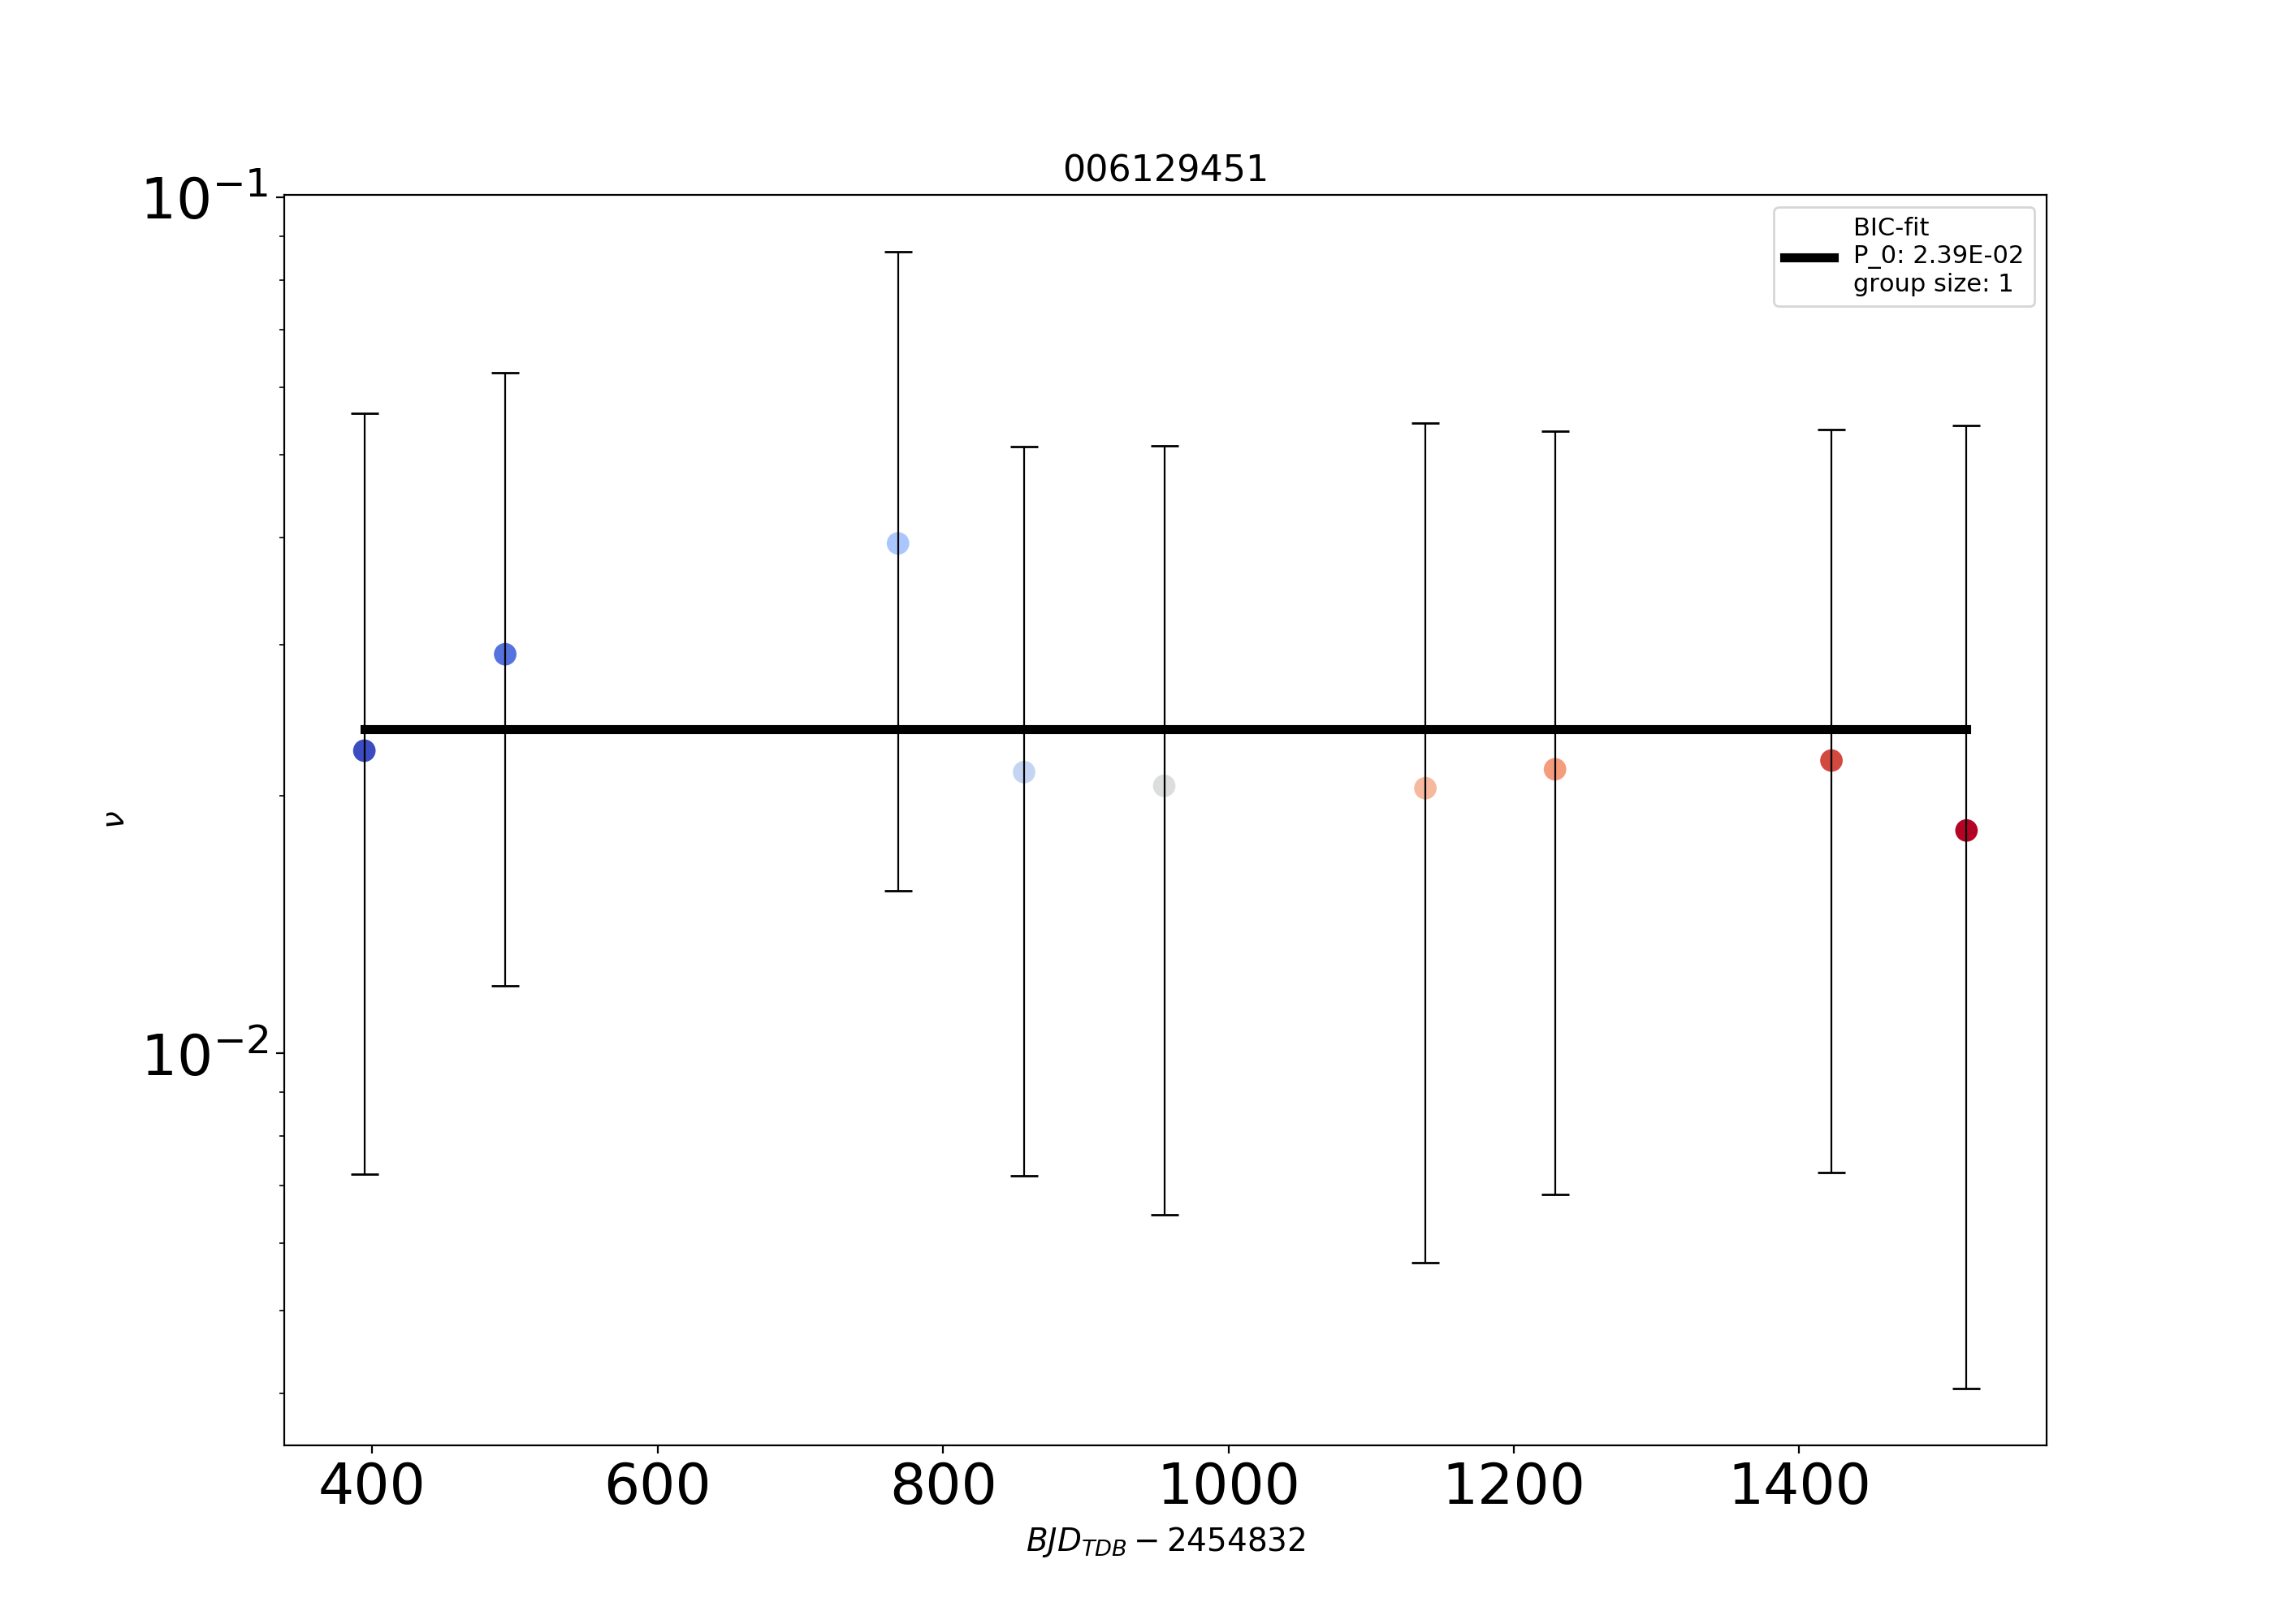 006129451
10⁻¹
BIC-fit
P_0: 2.39E-02
group size: 1
ν
10⁻²
400 600 800 1000 1200 1400
BJD_TDB − 2454832